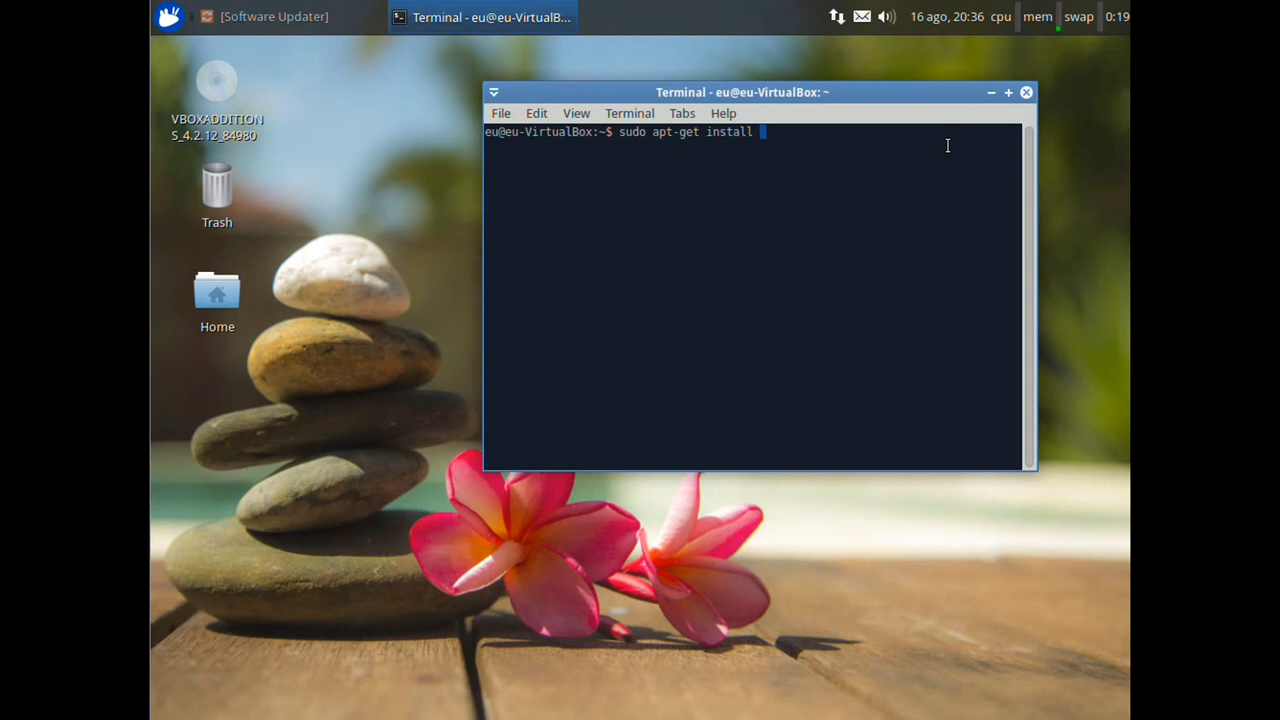 [Software Updater]
Terminal - eu@eu-VirtualB...
16 ago, 20:36
cpu
mem
swap
0:19
VBOXADDITION
S_4.2.12_84980
Trash
Home
Terminal - eu@eu-VirtualBox: ~
File Edit View Terminal Tabs Help
eu@eu-VirtualBox:~$ sudo apt-get install